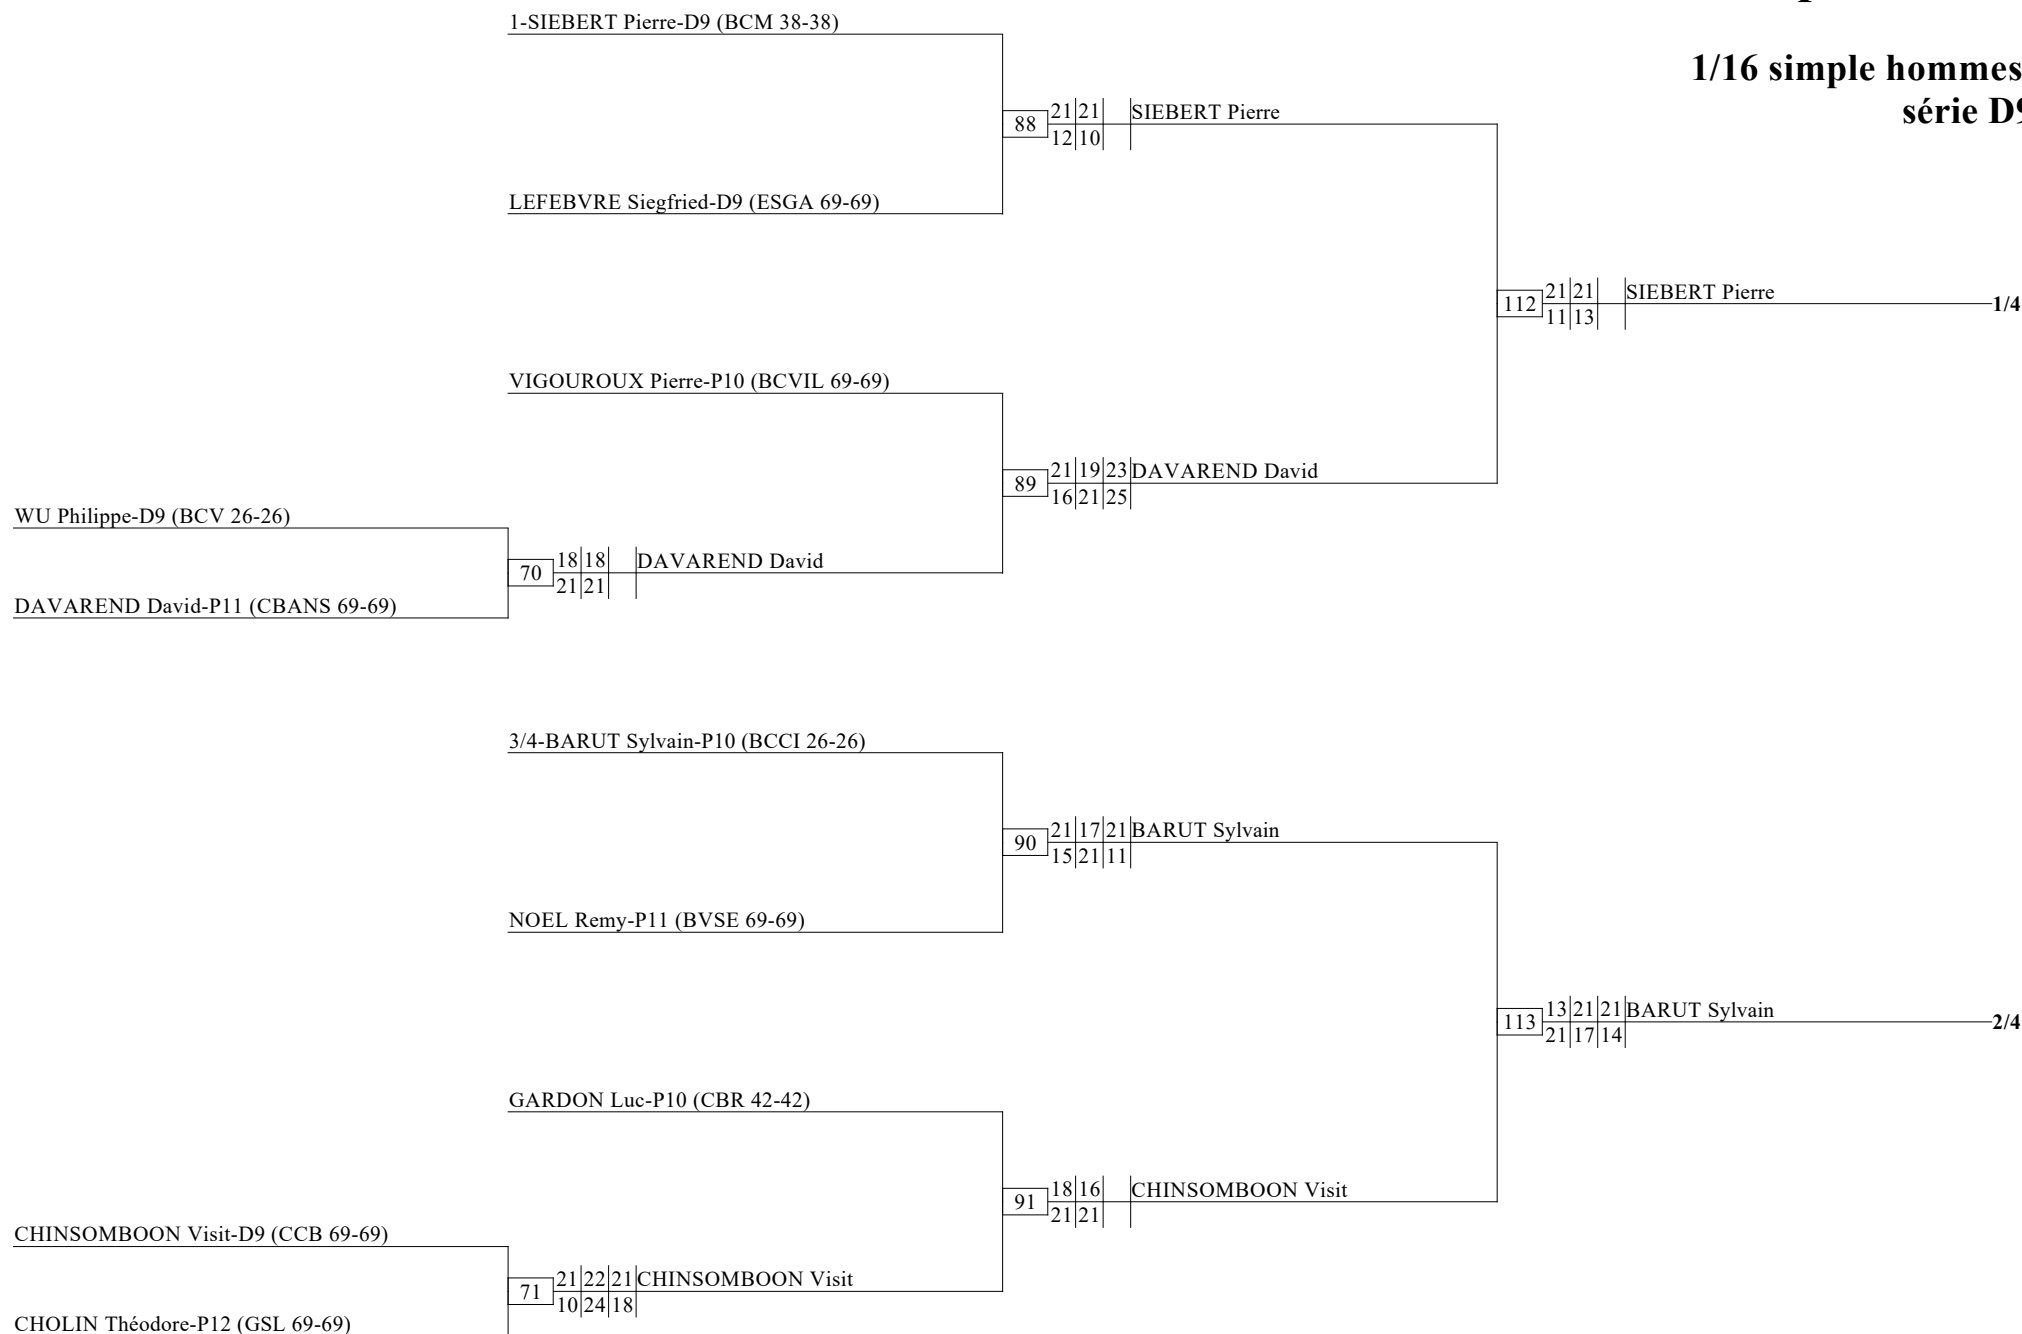 1-SIEBERT Pierre-D9 (BCM 38-38)
1/16 simple hommes
série D9
88 21 21 SIEBERT Pierre
12 10
LEFEBVRE Siegfried-D9 (ESGA 69-69)
112 21 21 SIEBERT Pierre 1/4
11 13
VIGOUROUX Pierre-P10 (BCVIL 69-69)
89 21 19 23 DAVAREND David
16 21 25
WU Philippe-D9 (BCV 26-26)
70 18 18 DAVAREND David
21 21
DAVAREND David-P11 (CBANS 69-69)
3/4-BARUT Sylvain-P10 (BCCI 26-26)
90 21 17 21 BARUT Sylvain
15 21 11
NOEL Remy-P11 (BVSE 69-69)
113 13 21 21 BARUT Sylvain 2/4
21 17 14
GARDON Luc-P10 (CBR 42-42)
91 18 16 CHINSOMBOON Visit
21 21
CHINSOMBOON Visit-D9 (CCB 69-69)
71 21 22 21 CHINSOMBOON Visit
10 24 18
CHOLIN Théodore-P12 (GSL 69-69)